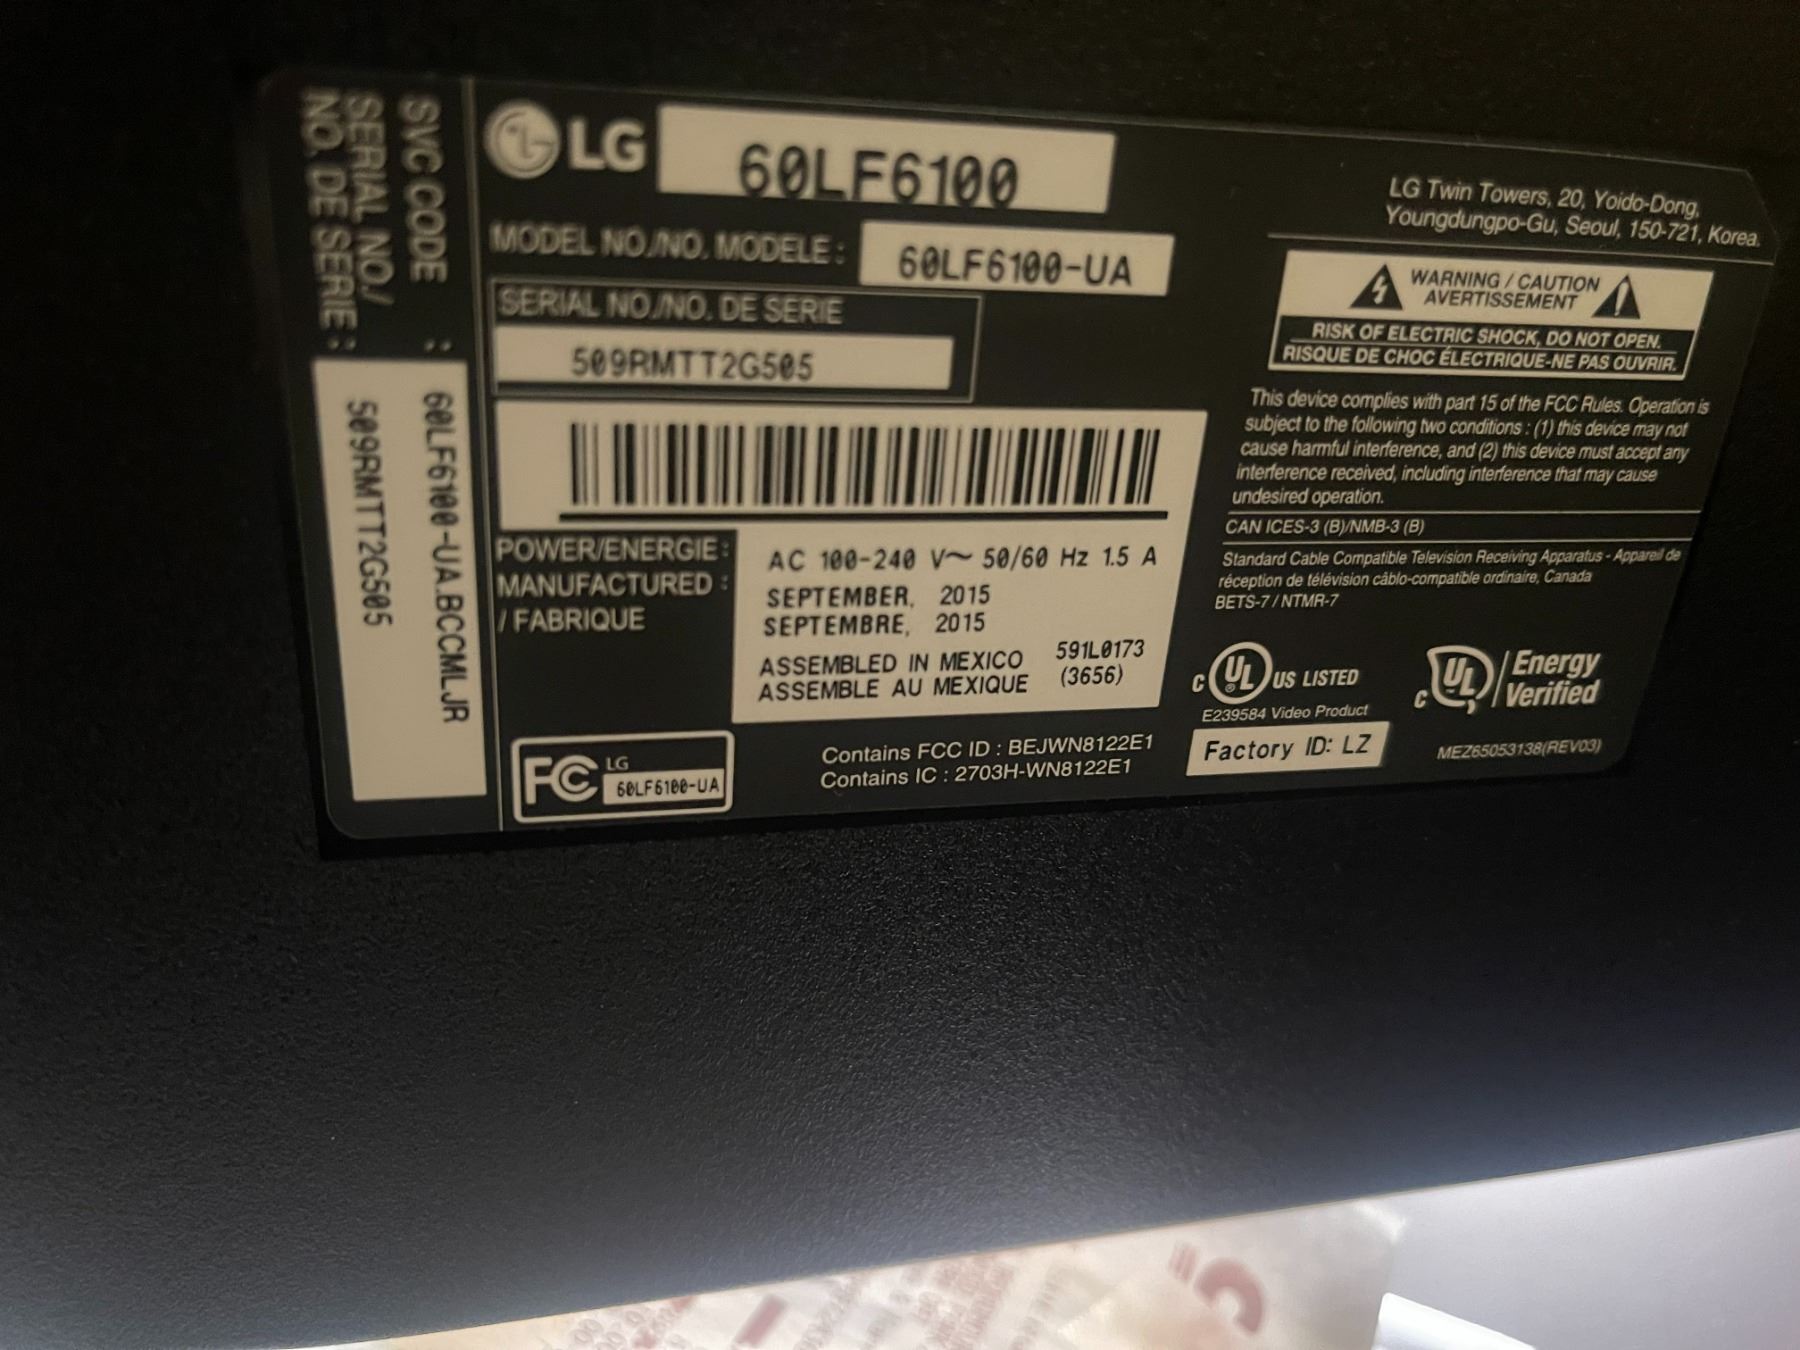 SVC CODE : 60LF6100-UA.BCCMLJR
SERIAL NO./
NO. DE SERIE : 509RMTT2G505
LG 60LF6100
MODEL NO./NO. MODELE : 60LF6100-UA
SERIAL NO./NO. DE SERIE
509RMTT2G505
POWER/ENERGIE : AC 100-240 V~ 50/60 Hz 1.5 A
MANUFACTURED : SEPTEMBER, 2015
/ FABRIQUE SEPTEMBRE, 2015
ASSEMBLED IN MEXICO 591L0173
ASSEMBLE AU MEXIQUE (3656)
FC LG
60LF6100-UA
Contains FCC ID : BEJWN8122E1
Contains IC : 2703H-WN8122E1
LG Twin Towers, 20, Yoido-Dong,
Youngdungpo-Gu, Seoul, 150-721, Korea.
WARNING / CAUTION
AVERTISSEMENT
RISK OF ELECTRIC SHOCK, DO NOT OPEN.
RISQUE DE CHOC ÉLECTRIQUE-NE PAS OUVRIR.
This device complies with part 15 of the FCC Rules. Operation is
subject to the following two conditions : (1) this device may not
cause harmful interference, and (2) this device must accept any
interference received, including interference that may cause
undesired operation.
CAN ICES-3 (B)/NMB-3 (B)
Standard Cable Compatible Television Receiving Apparatus - Appareil de
réception de télévision câblo-compatible ordinaire, Canada
BETS-7 / NTMR-7
C UL US LISTED
E239584 Video Product
C UL Energy
Verified
Factory ID: LZ
MEZ65053138(REV03)